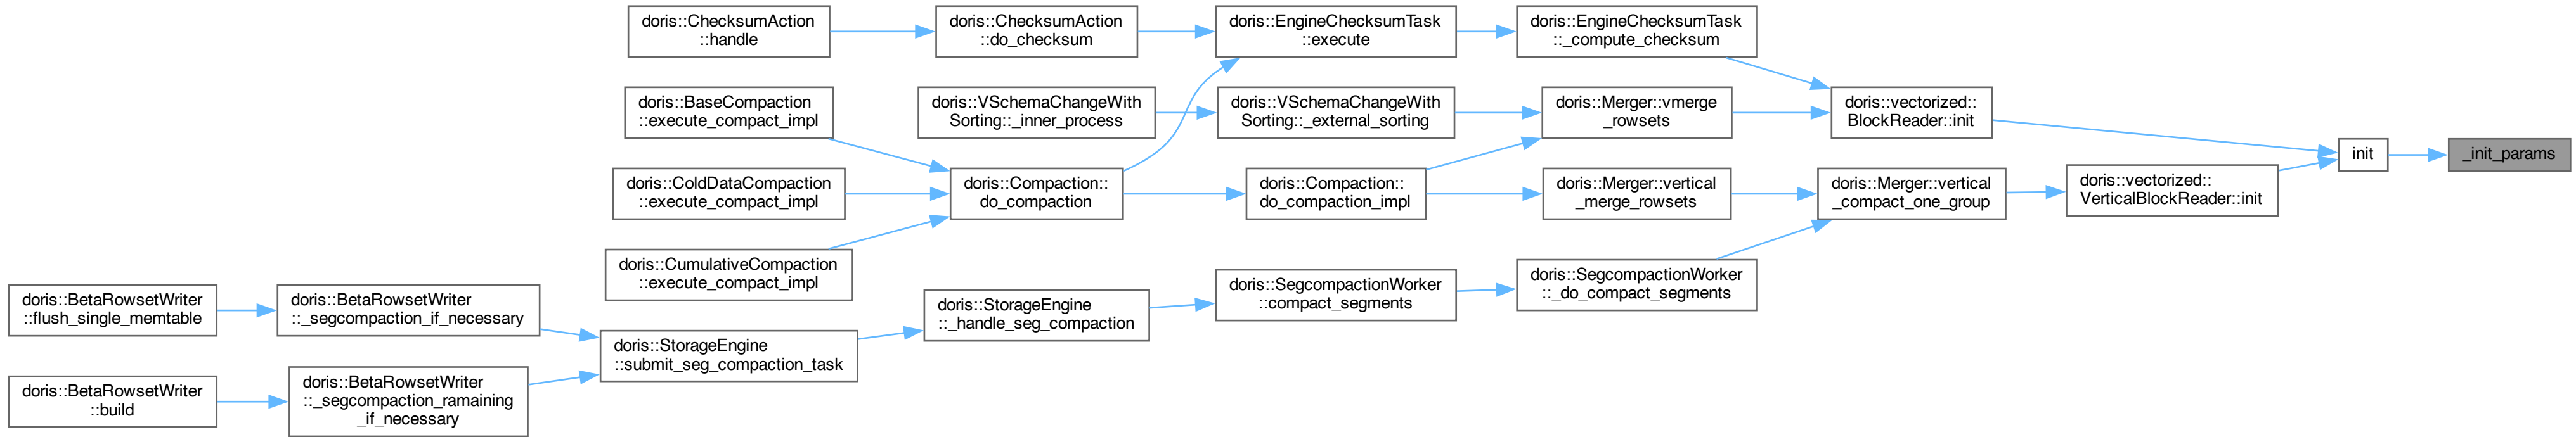 doris::ChecksumAction
::handle
doris::ChecksumAction
::do_checksum
doris::EngineChecksumTask
::execute
doris::EngineChecksumTask
::_compute_checksum
doris::BaseCompaction
::execute_compact_impl
doris::VSchemaChangeWith
Sorting::_inner_process
doris::VSchemaChangeWith
Sorting::_external_sorting
doris::Merger::vmerge
_rowsets
doris::vectorized::
BlockReader::init
init
_init_params
doris::ColdDataCompaction
::execute_compact_impl
doris::Compaction::
do_compaction
doris::Compaction::
do_compaction_impl
doris::Merger::vertical
_merge_rowsets
doris::Merger::vertical
_compact_one_group
doris::vectorized::
VerticalBlockReader::init
doris::CumulativeCompaction
::execute_compact_impl
doris::BetaRowsetWriter
::flush_single_memtable
doris::BetaRowsetWriter
::_segcompaction_if_necessary
doris::StorageEngine
::submit_seg_compaction_task
doris::StorageEngine
::_handle_seg_compaction
doris::SegcompactionWorker
::compact_segments
doris::SegcompactionWorker
::_do_compact_segments
doris::BetaRowsetWriter
::build
doris::BetaRowsetWriter
::_segcompaction_ramaining
_if_necessary